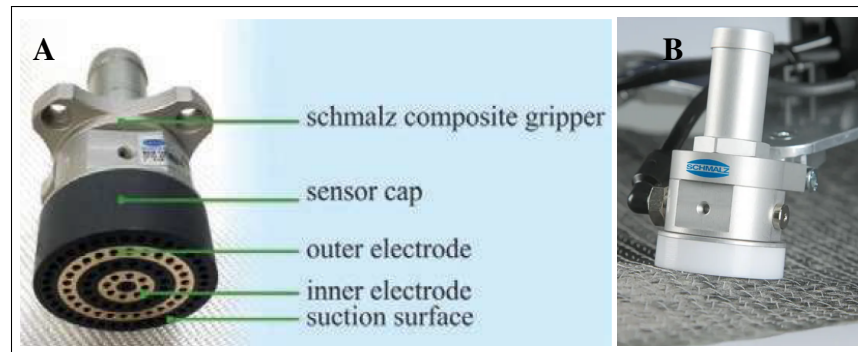 A
schmalz composite gripper
sensor cap
outer electrode
inner electrode
suction surface
B
SCHMALZ